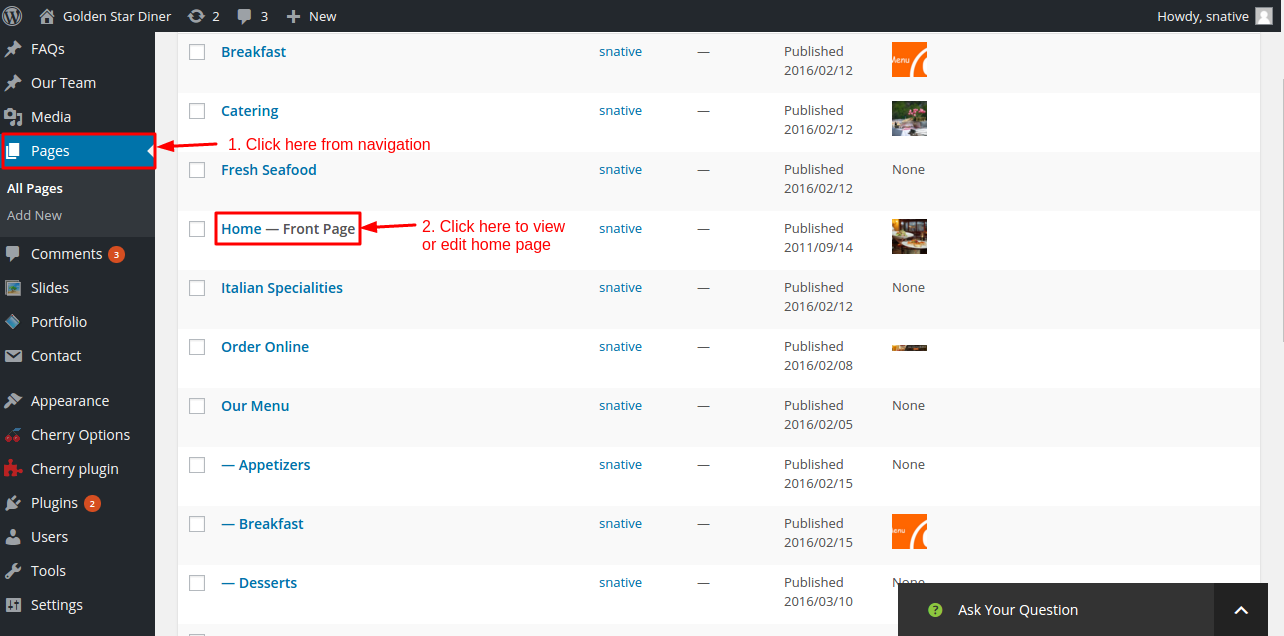 Golden Star Diner 2 3 New Howdy, snative
FAQs
Our Team
Media
Pages
All Pages
Add New
Comments 3
Slides
Portfolio
Contact
Appearance
Cherry Options
Cherry plugin
Plugins 2
Users
Tools
Settings
Breakfast snative — Published
2016/02/12
Menu
Catering snative — Published
2016/02/12
1. Click here from navigation
Fresh Seafood snative — Published None
2016/02/12
Home — Front Page snative — Published
2011/09/14
2. Click here to view
or edit home page
Italian Specialities snative — Published None
2016/02/12
Order Online snative — Published
2016/02/08
Our Menu snative — Published None
2016/02/05
— Appetizers snative — Published None
2016/02/15
— Breakfast snative — Published
2016/02/15
— Desserts snative — Published None
2016/03/10
? Ask Your Question